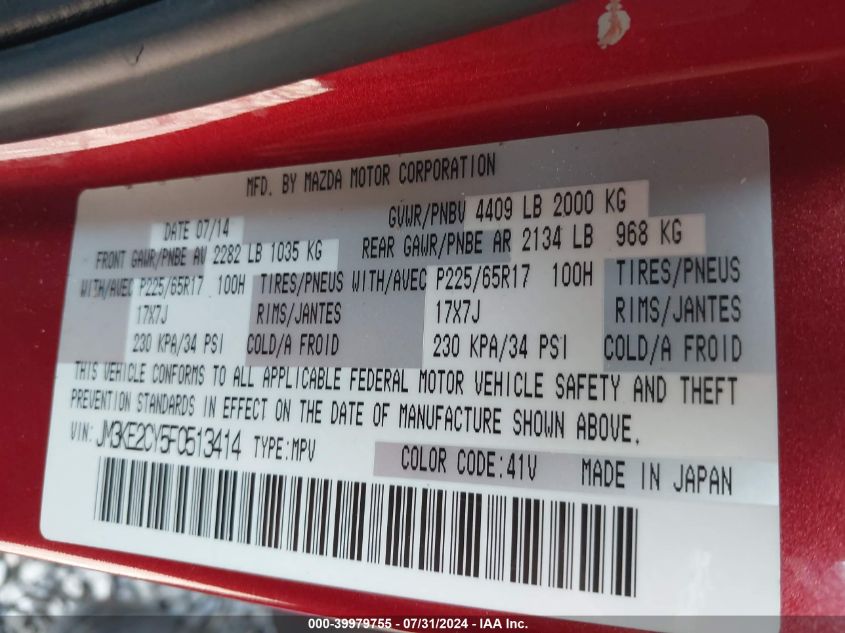 MFD. BY MAZDA MOTOR CORPORATION
DATE 07/14 GVWR/PNBV 4409 LB 2000 KG
FRONT GAWR/PNBE AV 2282 LB 1035 KG REAR GAWR/PNBE AR 2134 LB 968 KG
WITH/AVEC P225/65R17 100H TIRES/PNEUS WITH/AVEC P225/65R17 100H TIRES/PNEUS
17X7J RIMS/JANTES 17X7J RIMS/JANTES
230 KPA/34 PSI COLD/A FROID 230 KPA/34 PSI COLD/A FROID
THIS VEHICLE CONFORMS TO ALL APPLICABLE FEDERAL MOTOR VEHICLE SAFETY AND THEFT
PREVENTION STANDARDS IN EFFECT ON THE DATE OF MANUFACTURE SHOWN ABOVE.
VIN: JM3KE2CY5F0513414 TYPE:MPV COLOR CODE:41V MADE IN JAPAN
000-39979755 - 07/31/2024 - IAA Inc.